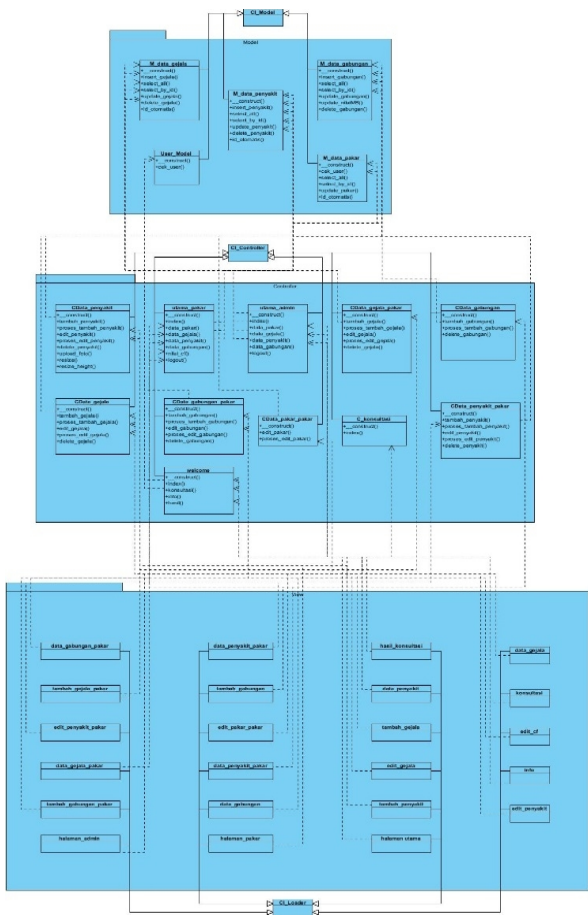 CI_Model
Model
M_data_gejala
+__construct()
+insert_gejala()
+select_all()
+select_by_id()
+update_gejala()
+delete_gejala()
+id_otomatis()
M_data_gabungan
+__construct()
+insert_gabungan()
+select_all()
+select_by_id()
+update_gabungan()
+delete_gabungan()
M_data_penyakit
+__construct()
+insert_penyakit()
+select_all()
+select_by_id()
+update_penyakit()
+delete_penyakit()
+id_otomatis()
User_Model
+__construct()
+cek_user()
M_data_pakar
+__construct()
+cek_user()
+select_all()
+select_by_id()
+update_pakar()
+id_otomatis()
CI_Controller
Controller
CData_penyakit
+__construct()
+tambah_penyakit()
+proses_tambah_penyakit()
+edit_penyakit()
+proses_edit_penyakit()
+delete_penyakit()
+upload_foto()
+resize()
+resize_height()
utama_pakar
+__construct()
+index()
+data_pakar()
+data_gejala()
+data_penyakit()
+data_gabungan()
+logout()
utama_admin
+__construct()
+index()
+data_pakar()
+data_gejala()
+data_penyakit()
+data_gabungan()
+logout()
CData_gejala_pakar
+__construct()
+tambah_gejala()
+proses_tambah_gejala()
+edit_gejala()
+proses_edit_gejala()
+delete_gejala()
CData_gabungan
+__construct()
+tambah_gabungan()
+proses_tambah_gabungan()
+delete_gabungan()
CData_gejala
+__construct()
+tambah_gejala()
+proses_tambah_gejala()
+edit_gejala()
+proses_edit_gejala()
+delete_gejala()
CData_gabungan_pakar
+__construct()
+tambah_gabungan()
+proses_tambah_gabungan()
+edit_gabungan()
+proses_edit_gabungan()
+delete_gabungan()
CData_pakar_pakar
+__construct()
+edit_pakar()
+proses_edit_pakar()
C_konsultasi
+__construct()
+index()
CData_penyakit_pakar
+__construct()
+tambah_penyakit()
+proses_tambah_penyakit()
+edit_penyakit()
+proses_edit_penyakit()
+delete_penyakit()
welcome
+__construct()
+index()
+konsultasi()
+info()
+hasil()
View
data_gabungan_pakar
data_penyakit_pakar
hasil_konsultasi
data_gejala
tambah_gejala_pakar
tambah_gabungan
data_penyakit
konsultasi
edit_penyakit_pakar
edit_pakar_pakar
tambah_gejala
edit_cf
data_gejala_pakar
data_penyakit_pakar
edit_gejala
info
tambah_gabungan_pakar
data_gabungan
tambah_penyakit
edit_penyakit
halaman_admin
halaman_pakar
halaman utama
CI_Loader